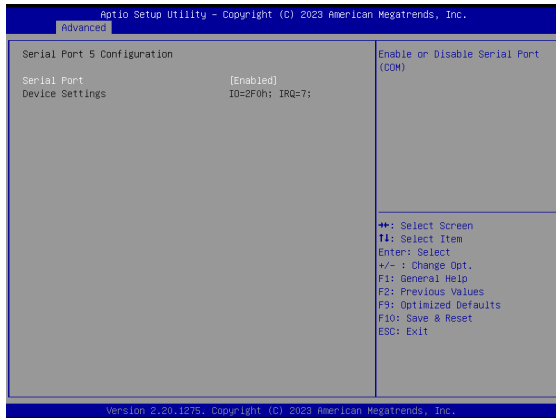 Aptio Setup Utility – Copyright (C) 2023 American Megatrends, Inc.
Advanced
Serial Port 5 Configuration
Serial Port [Enabled]
Device Settings IO=2F0h; IRQ=7;
Enable or Disable Serial Port
(COM)
→←: Select Screen
↑↓: Select Item
Enter: Select
+/- : Change Opt.
F1: General Help
F2: Previous Values
F9: Optimized Defaults
F10: Save & Reset
ESC: Exit
Version 2.20.1275. Copyright (C) 2023 American Megatrends, Inc.